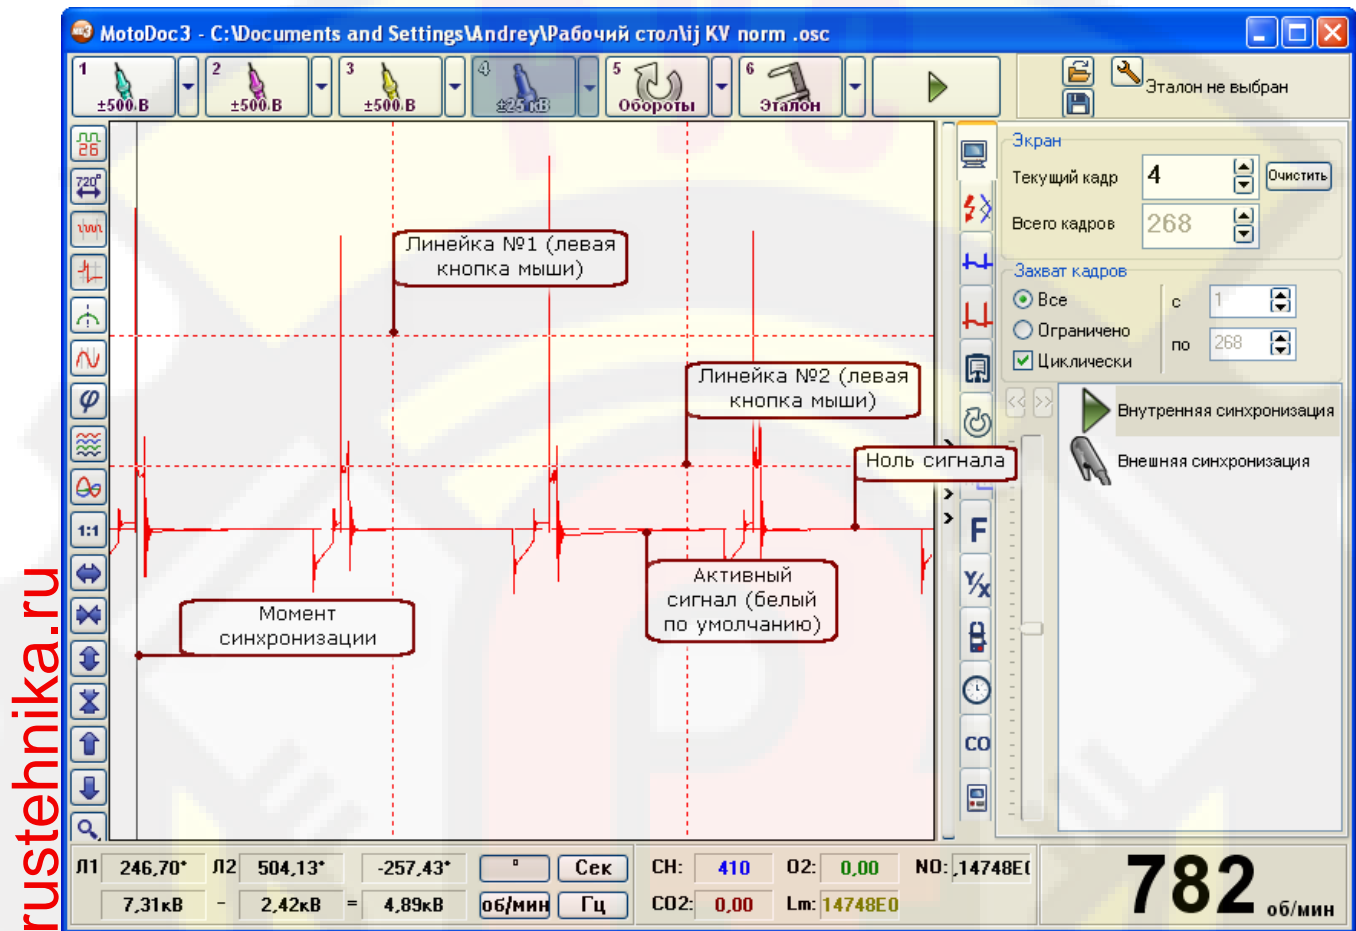 MotoDoc3 - C:\Documents and Settings\Andrey\Рабочий стол\ij KV norm .osc
1 ±500.В
2 ±500.В
3 ±500.В
4 ±25 кВ
5 Обороты
6 Эталон
Эталон не выбран
26
720°
φ
1:1
Линейка №1 (левая
кнопка мыши)
Линейка №2 (левая
кнопка мыши)
Ноль сигнала
Активный
сигнал (белый
по умолчанию)
Момент
синхронизации
F
Y/X
CO
Экран
Текущий кадр 4 Очистить
Всего кадров 268
Захват кадров
Все с 1
Ограничено
по 268
Циклически
<< >>
Внутренняя синхронизация
Внешняя синхронизация
Л1 246,70° Л2 504,13° -257,43° ° Сек
7,31кВ - 2,42кВ = 4,89кВ об/мин Гц
CH: 410 O2: 0,00 NO: ,14748E(
CO2: 0,00 Lm: 14748E0
782 об/мин
rustehnika.ru